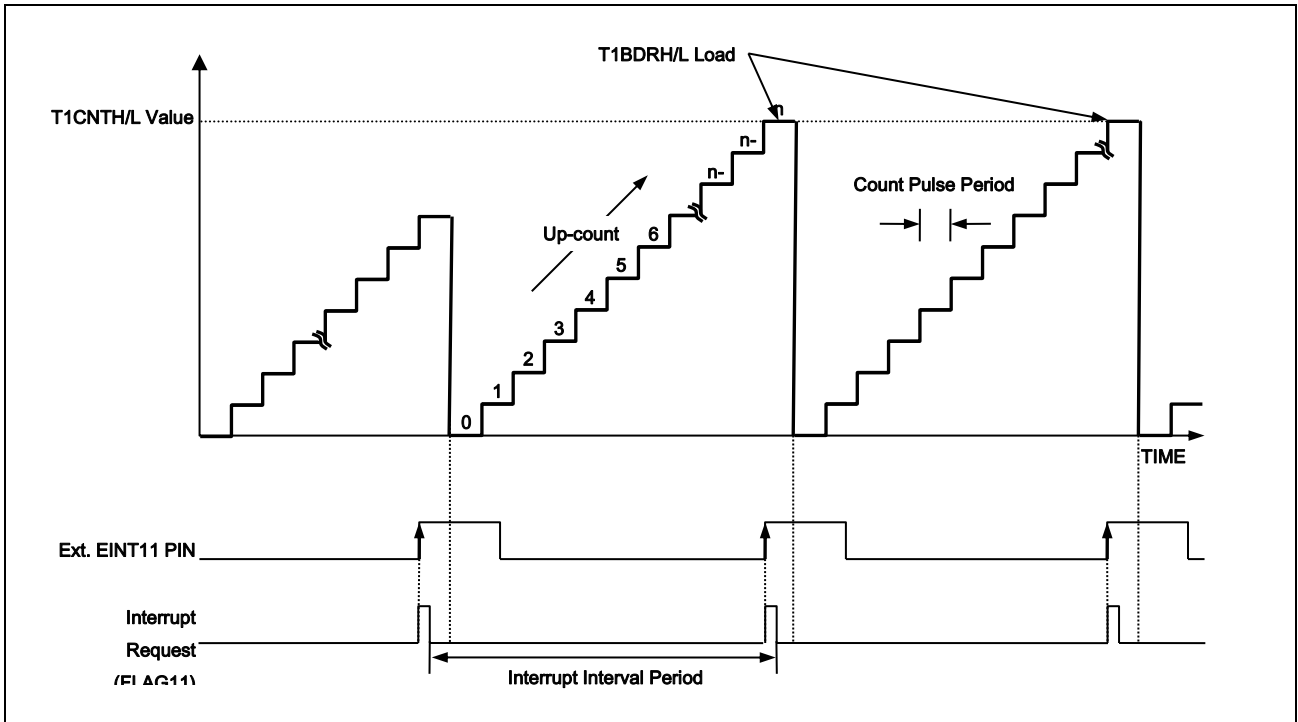 T1BDRH/L Load
T1CNTH/L Value
n
n-
n-
Count Pulse Period
Up-count
6
5
4
3
2
1
0
TIME
Ext. EINT11 PIN
Interrupt
Request
(FLAG11)
Interrupt Interval Period